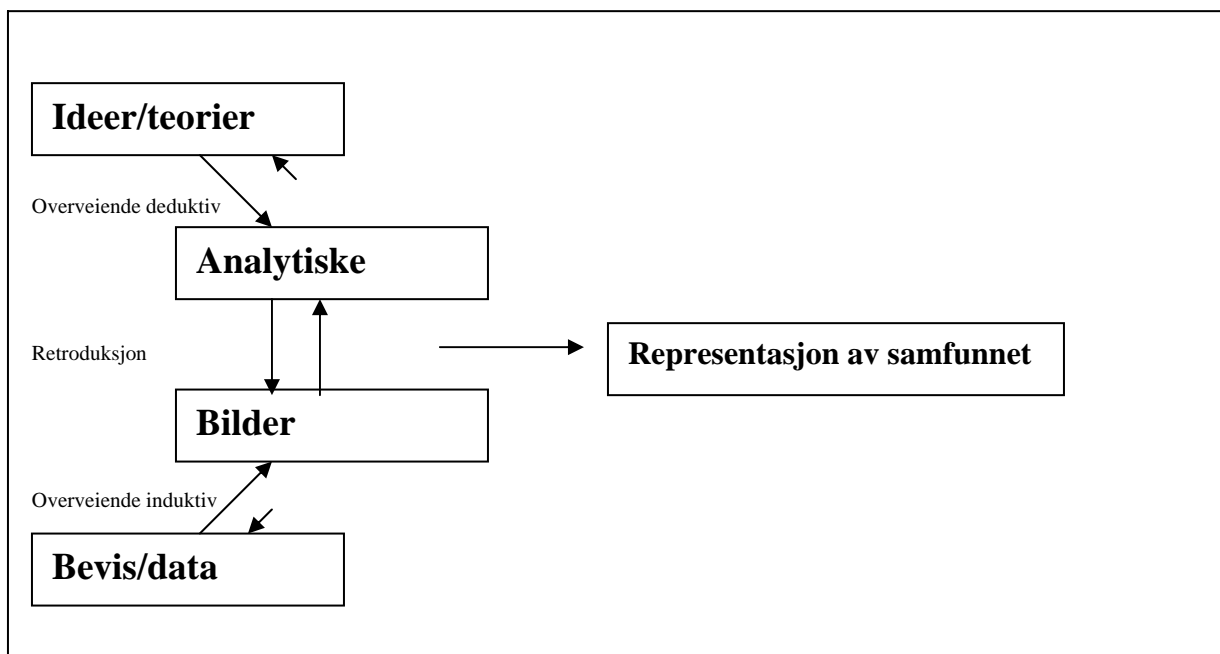 Ideer/teorier
Overveiende deduktiv
Analytiske
Retroduksjon
Representasjon av samfunnet
Bilder
Overveiende induktiv
Bevis/data